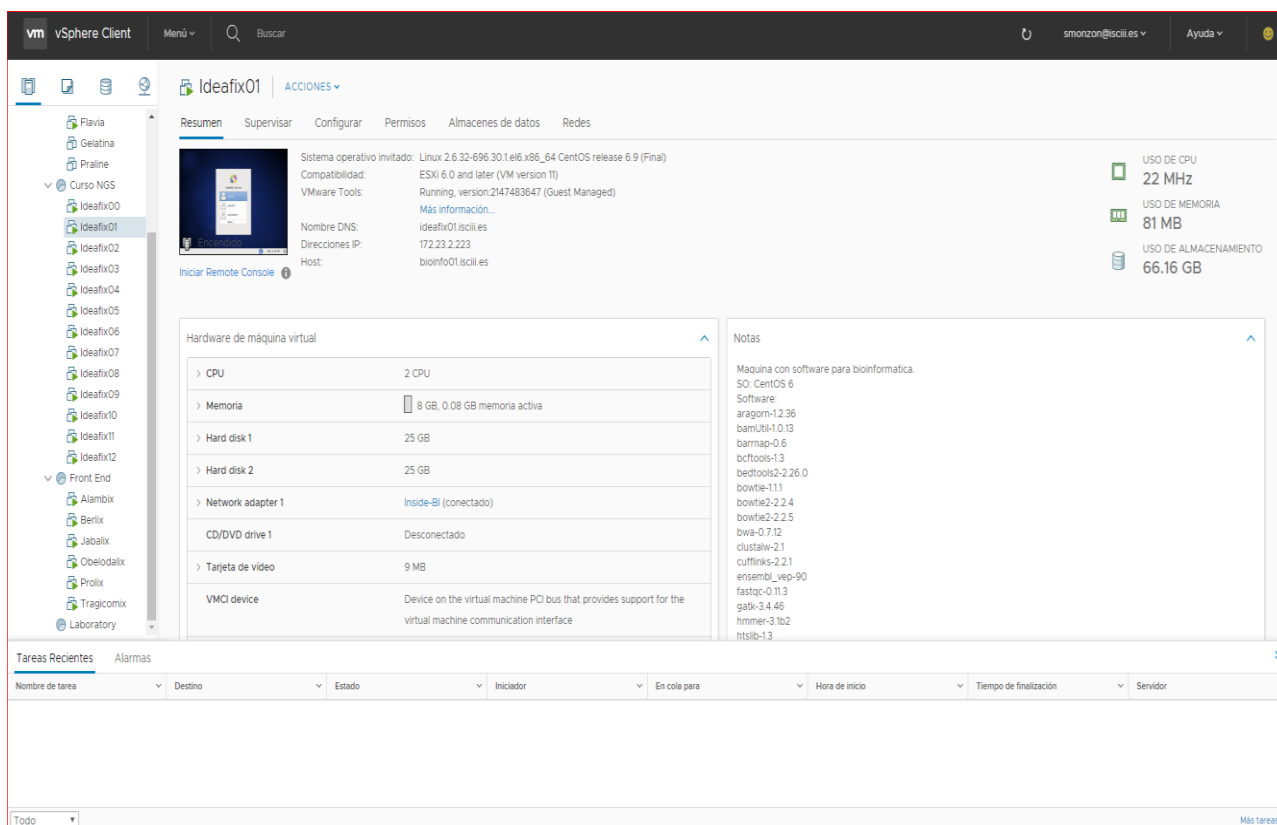 vm vSphere Client Menú Buscar smonzon@isciii.es Ayuda
Flavia
Gelatina
Praline
Curso NGS
Ideafix00
Ideafix01
Ideafix02
Ideafix03
Ideafix04
Ideafix05
Ideafix06
Ideafix07
Ideafix08
Ideafix09
Ideafix10
Ideafix11
Ideafix12
Front End
Alambix
Berlix
Jabalix
Obelodalix
Prolix
Tragicomix
Laboratory
Ideafix01 ACCIONES
Resumen Supervisar Configurar Permisos Almacenes de datos Redes
Encendido
Iniciar Remote Console
Sistema operativo invitado: Linux 2.6.32-696.30.1.el6.x86_64 CentOS release 6.9 (Final)
Compatibilidad: ESXi 6.0 and later (VM version 11)
VMware Tools: Running, version:2147483647 (Guest Managed)
Más información...
Nombre DNS: ideafix01.isciii.es
Direcciones IP: 172.23.2.223
Host: bioinfo01.isciii.es
USO DE CPU
22 MHz
USO DE MEMORIA
81 MB
USO DE ALMACENAMIENTO
66.16 GB
Hardware de máquina virtual
CPU 2 CPU
Memoria 8 GB, 0.08 GB memoria activa
Hard disk 1 25 GB
Hard disk 2 25 GB
Network adapter 1 Inside-BI (conectado)
CD/DVD drive 1 Desconectado
Tarjeta de vídeo 9 MB
VMCI device Device on the virtual machine PCI bus that provides support for the
virtual machine communication interface
Notas
Maquina con software para bioinformatica.
SO: CentOS 6
Software:
aragorn-1.2.36
bamUtil-1.0.13
barrnap-0.6
bcftools-1.3
bedtools2-2.26.0
bowtie-1.1.1
bowtie2-2.2.4
bowtie2-2.2.5
bwa-0.7.12
clustalw-2.1
cufflinks-2.2.1
ensembl_vep-90
fastqc-0.11.3
gatk-3.4.46
hmmer-3.1b2
htslib-1.3
Tareas Recientes Alarmas
Nombre de tarea Destino Estado Iniciador En cola para Hora de inicio Tiempo de finalización Servidor
Todo Más tareas